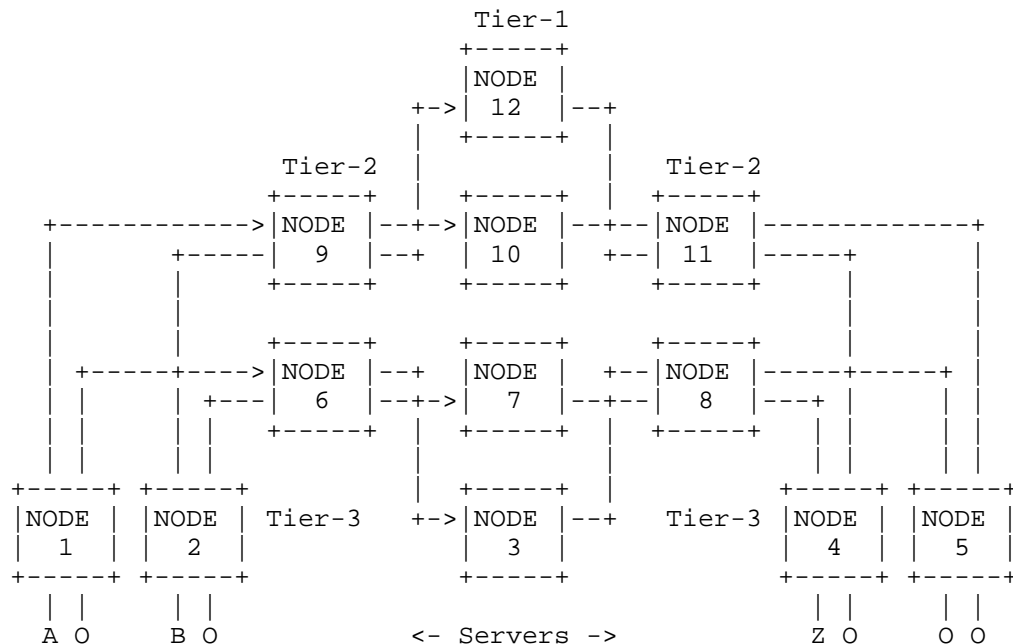 Tier-1
NODE
12
Tier-2 Tier-2
NODE NODE NODE
9 10 11
NODE NODE NODE
6 7 8
NODE NODE Tier-3 NODE Tier-3 NODE NODE
1 2 3 4 5
A O B O <- Servers -> Z O O O